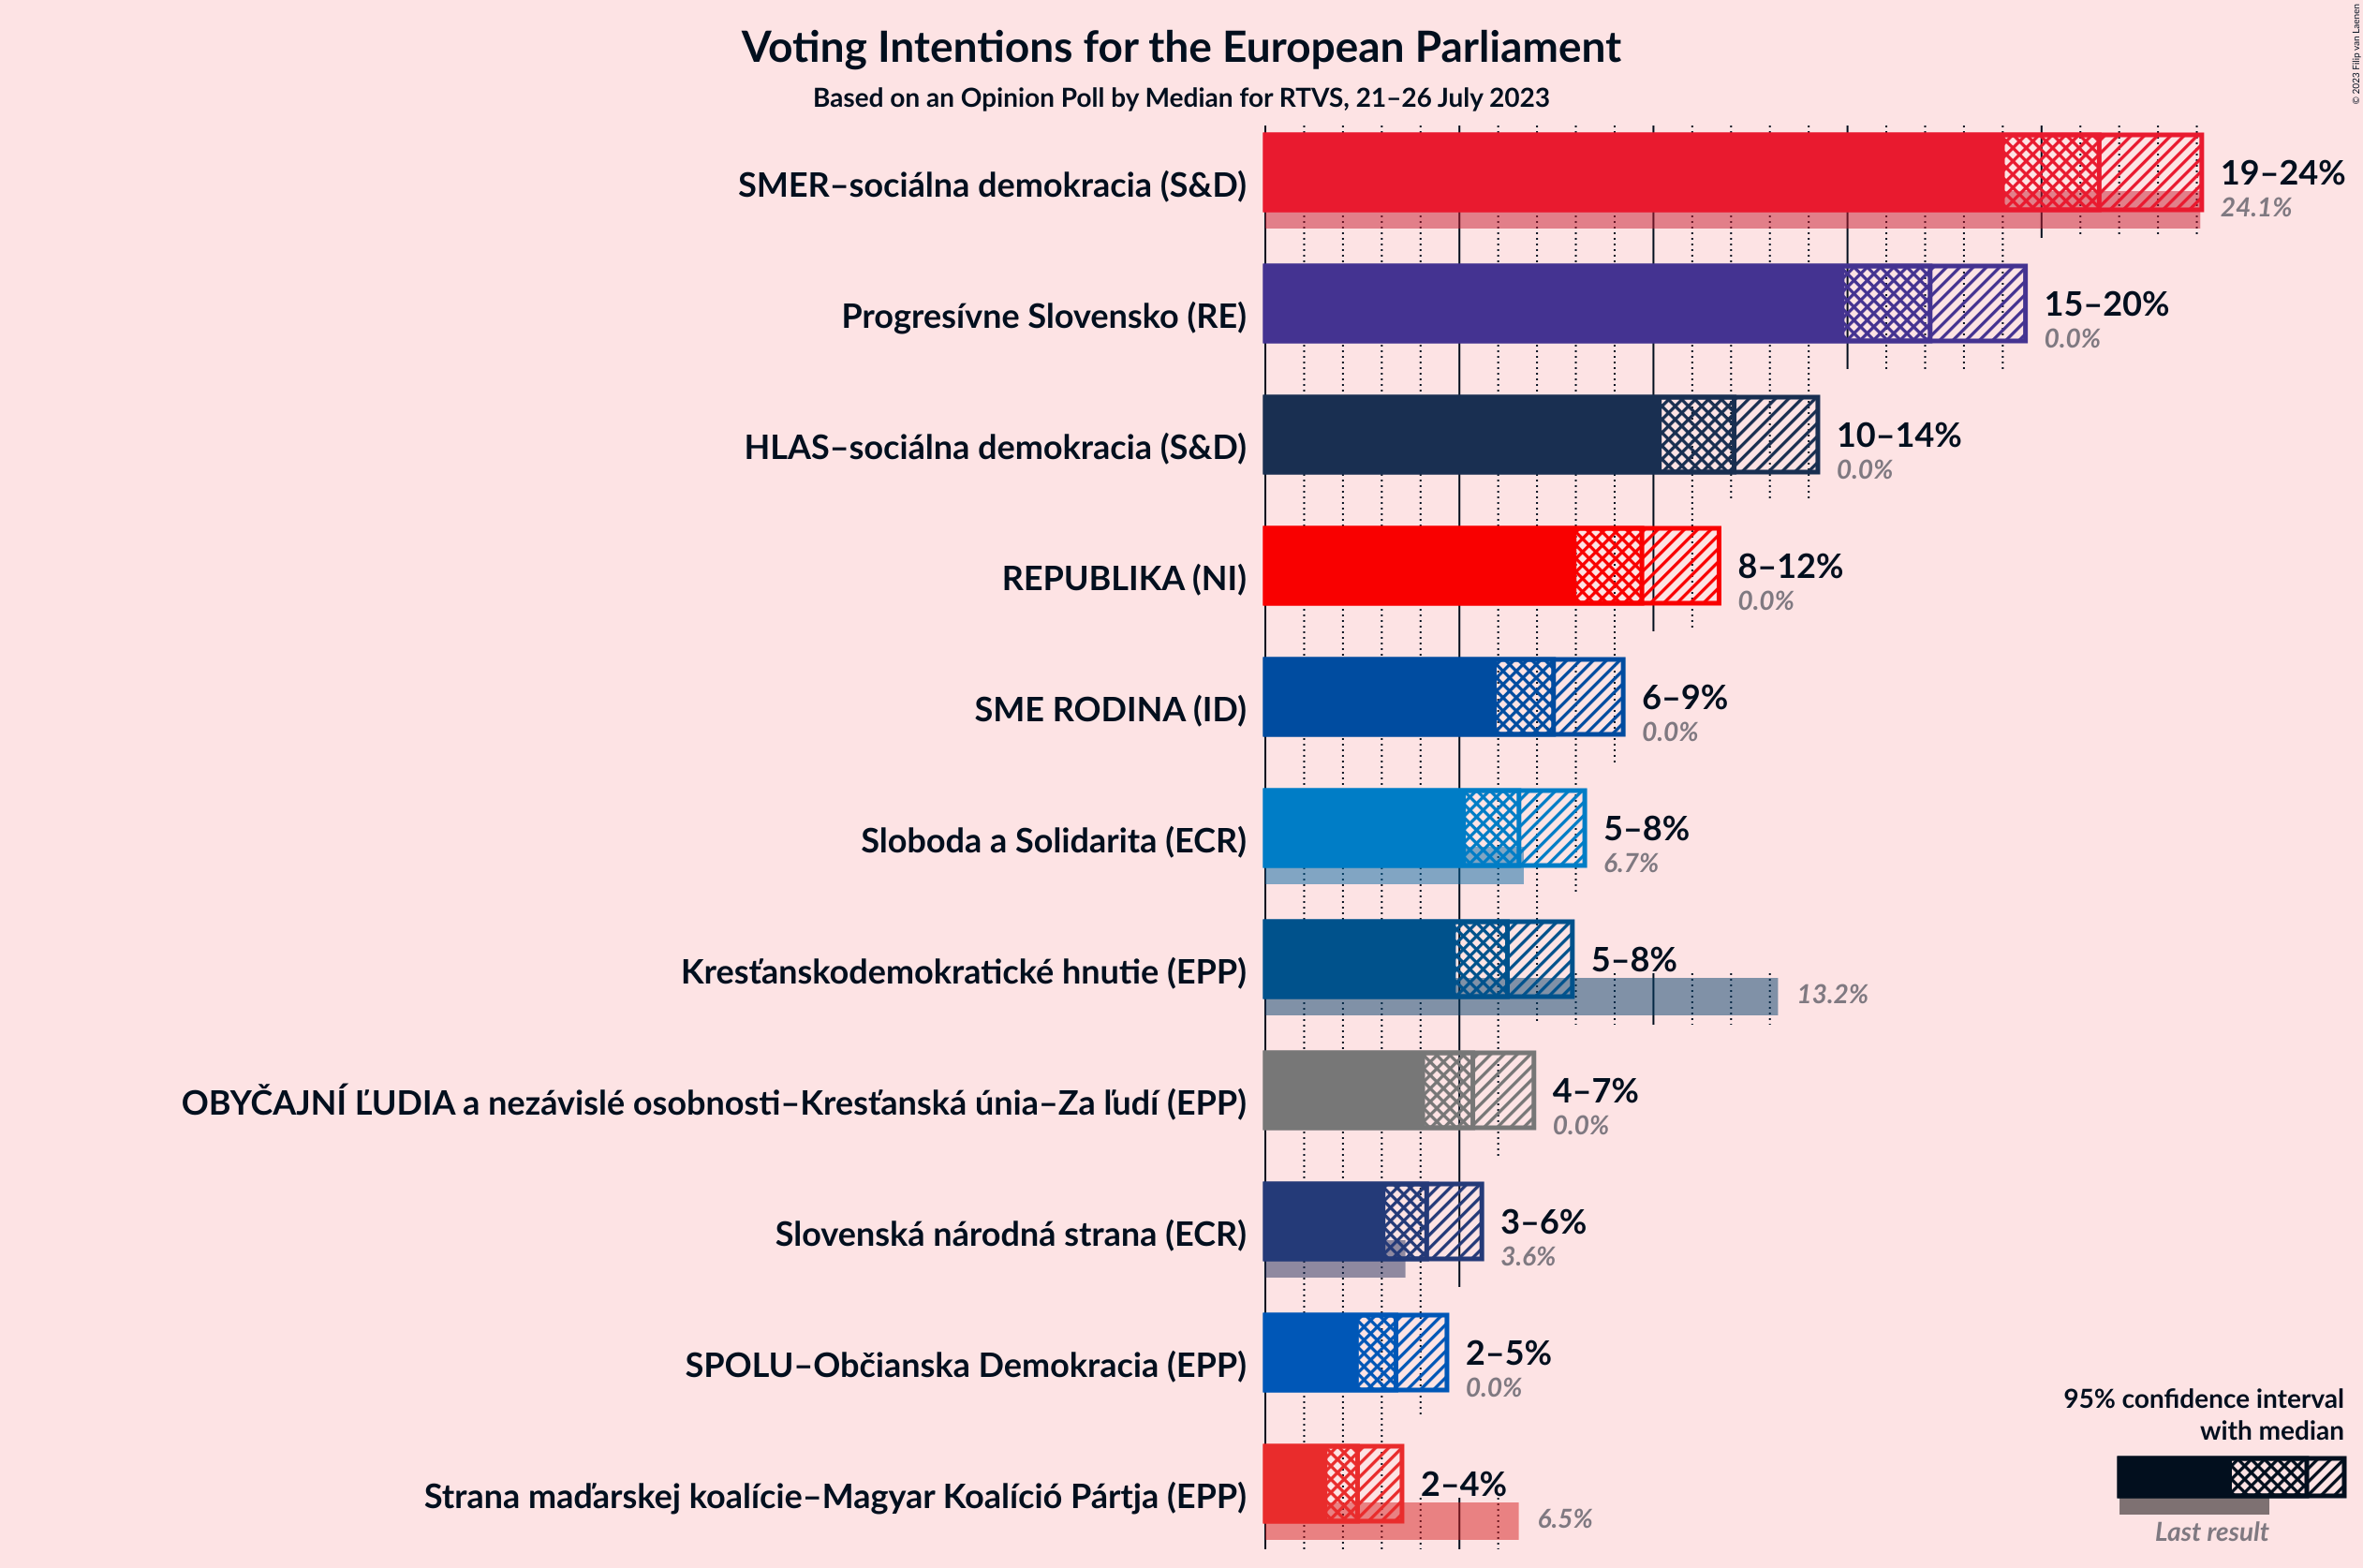 Voting Intentions for the European Parliament
Based on an Opinion Poll by Median for RTVS, 21–26 July 2023
© 2023 Filip van Laenen
SMER–sociálna demokracia (S&D)
19–24%
24.1%
Progresívne Slovensko (RE)
15–20%
0.0%
HLAS–sociálna demokracia (S&D)
10–14%
0.0%
REPUBLIKA (NI)
8–12%
0.0%
SME RODINA (ID)
6–9%
0.0%
Sloboda a Solidarita (ECR)
5–8%
6.7%
Kresťanskodemokratické hnutie (EPP)
5–8%
13.2%
OBYČAJNÍ ĽUDIA a nezávislé osobnosti–Kresťanská únia–Za ľudí (EPP)
4–7%
0.0%
Slovenská národná strana (ECR)
3–6%
3.6%
SPOLU–Občianska Demokracia (EPP)
2–5%
0.0%
Strana maďarskej koalície–Magyar Koalíció Pártja (EPP)
2–4%
6.5%
95% confidence interval
with median
Last result